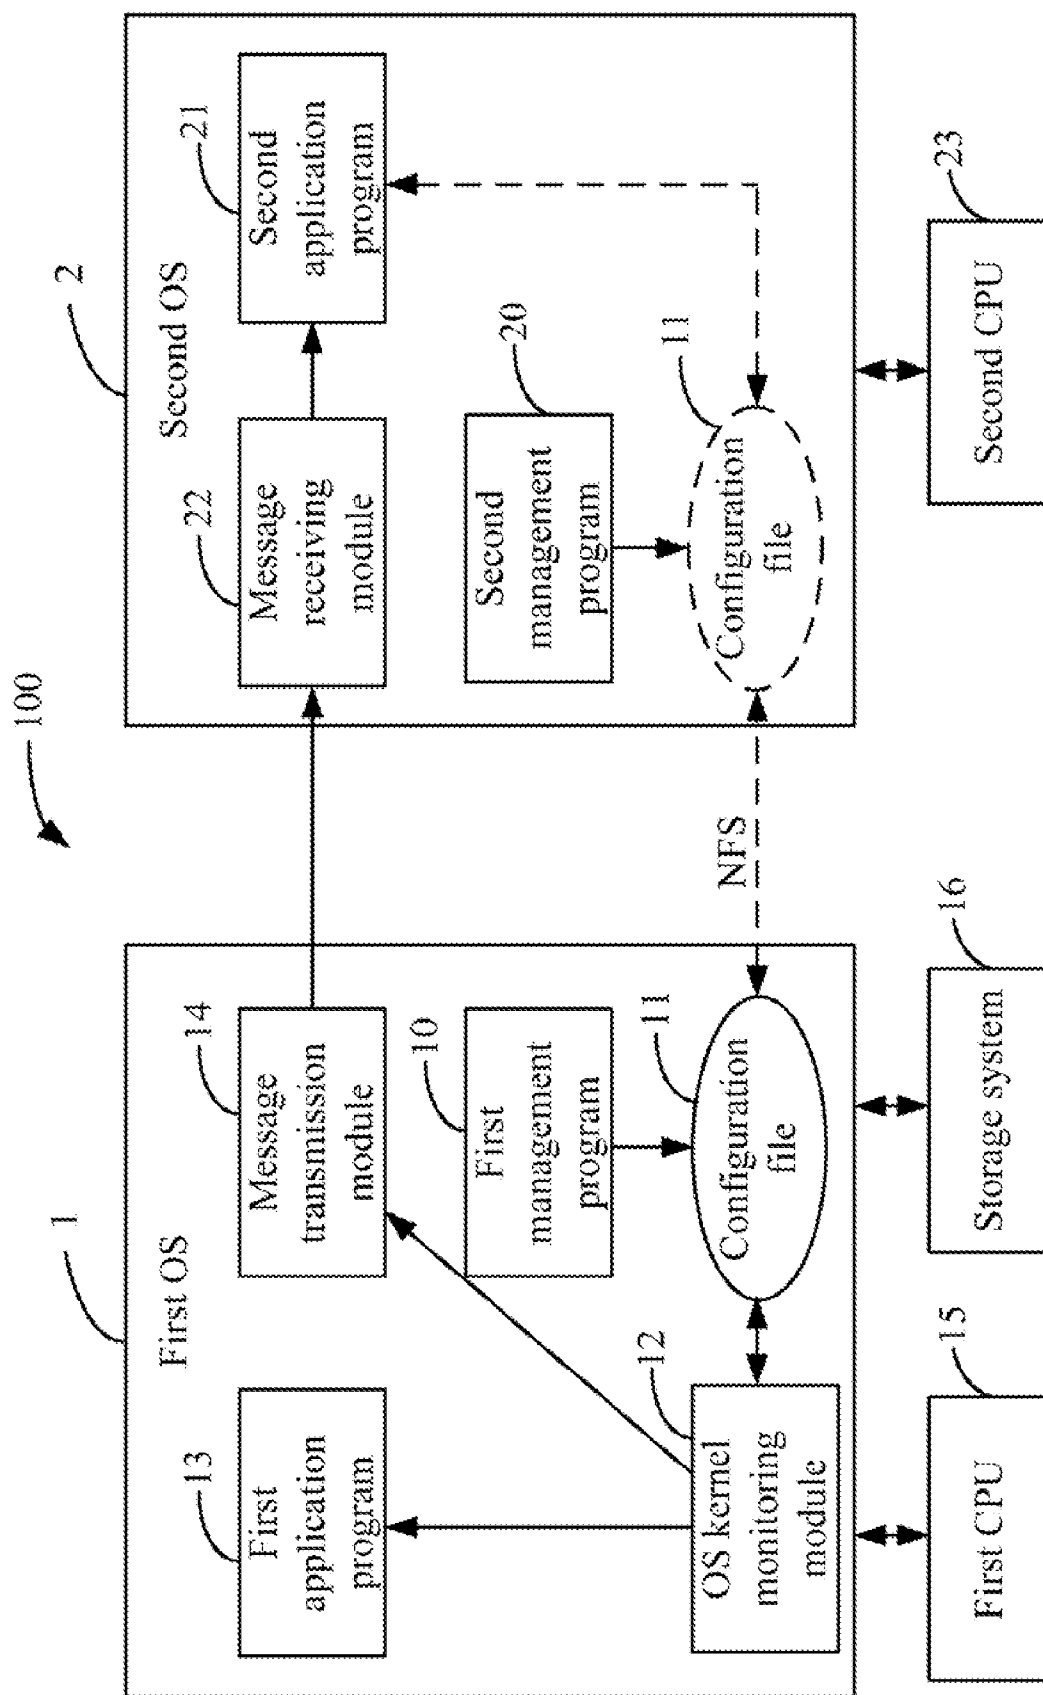 100
1
First OS
13
First
application
program
14
Message
transmission
module
10
First
management
program
12
OS kernel
monitoring
module
11
Configuration
file
NFS
15
First CPU
16
Storage system
2
Second OS
22
Message
receiving
module
21
Second
application
program
20
Second
management
program
11
Configuration
file
23
Second CPU